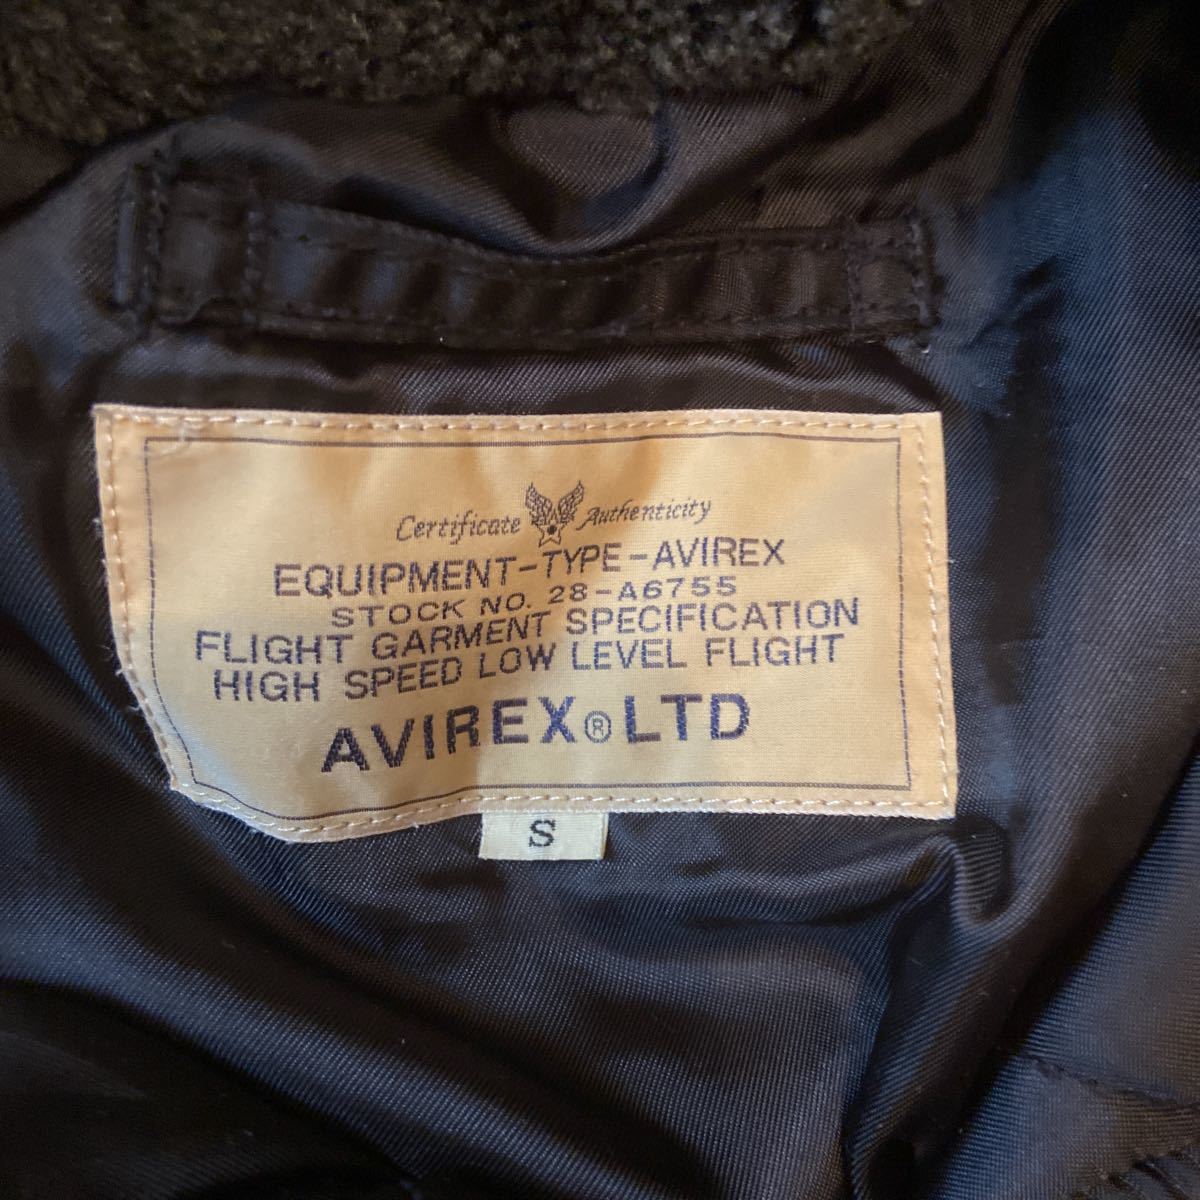 Certificate Authenticity
EQUIPMENT-TYPE-AVIREX
STOCK NO. 28-A6755
FLIGHT GARMENT SPECIFICATION
HIGH SPEED LOW LEVEL FLIGHT
AVIREX® LTD
S